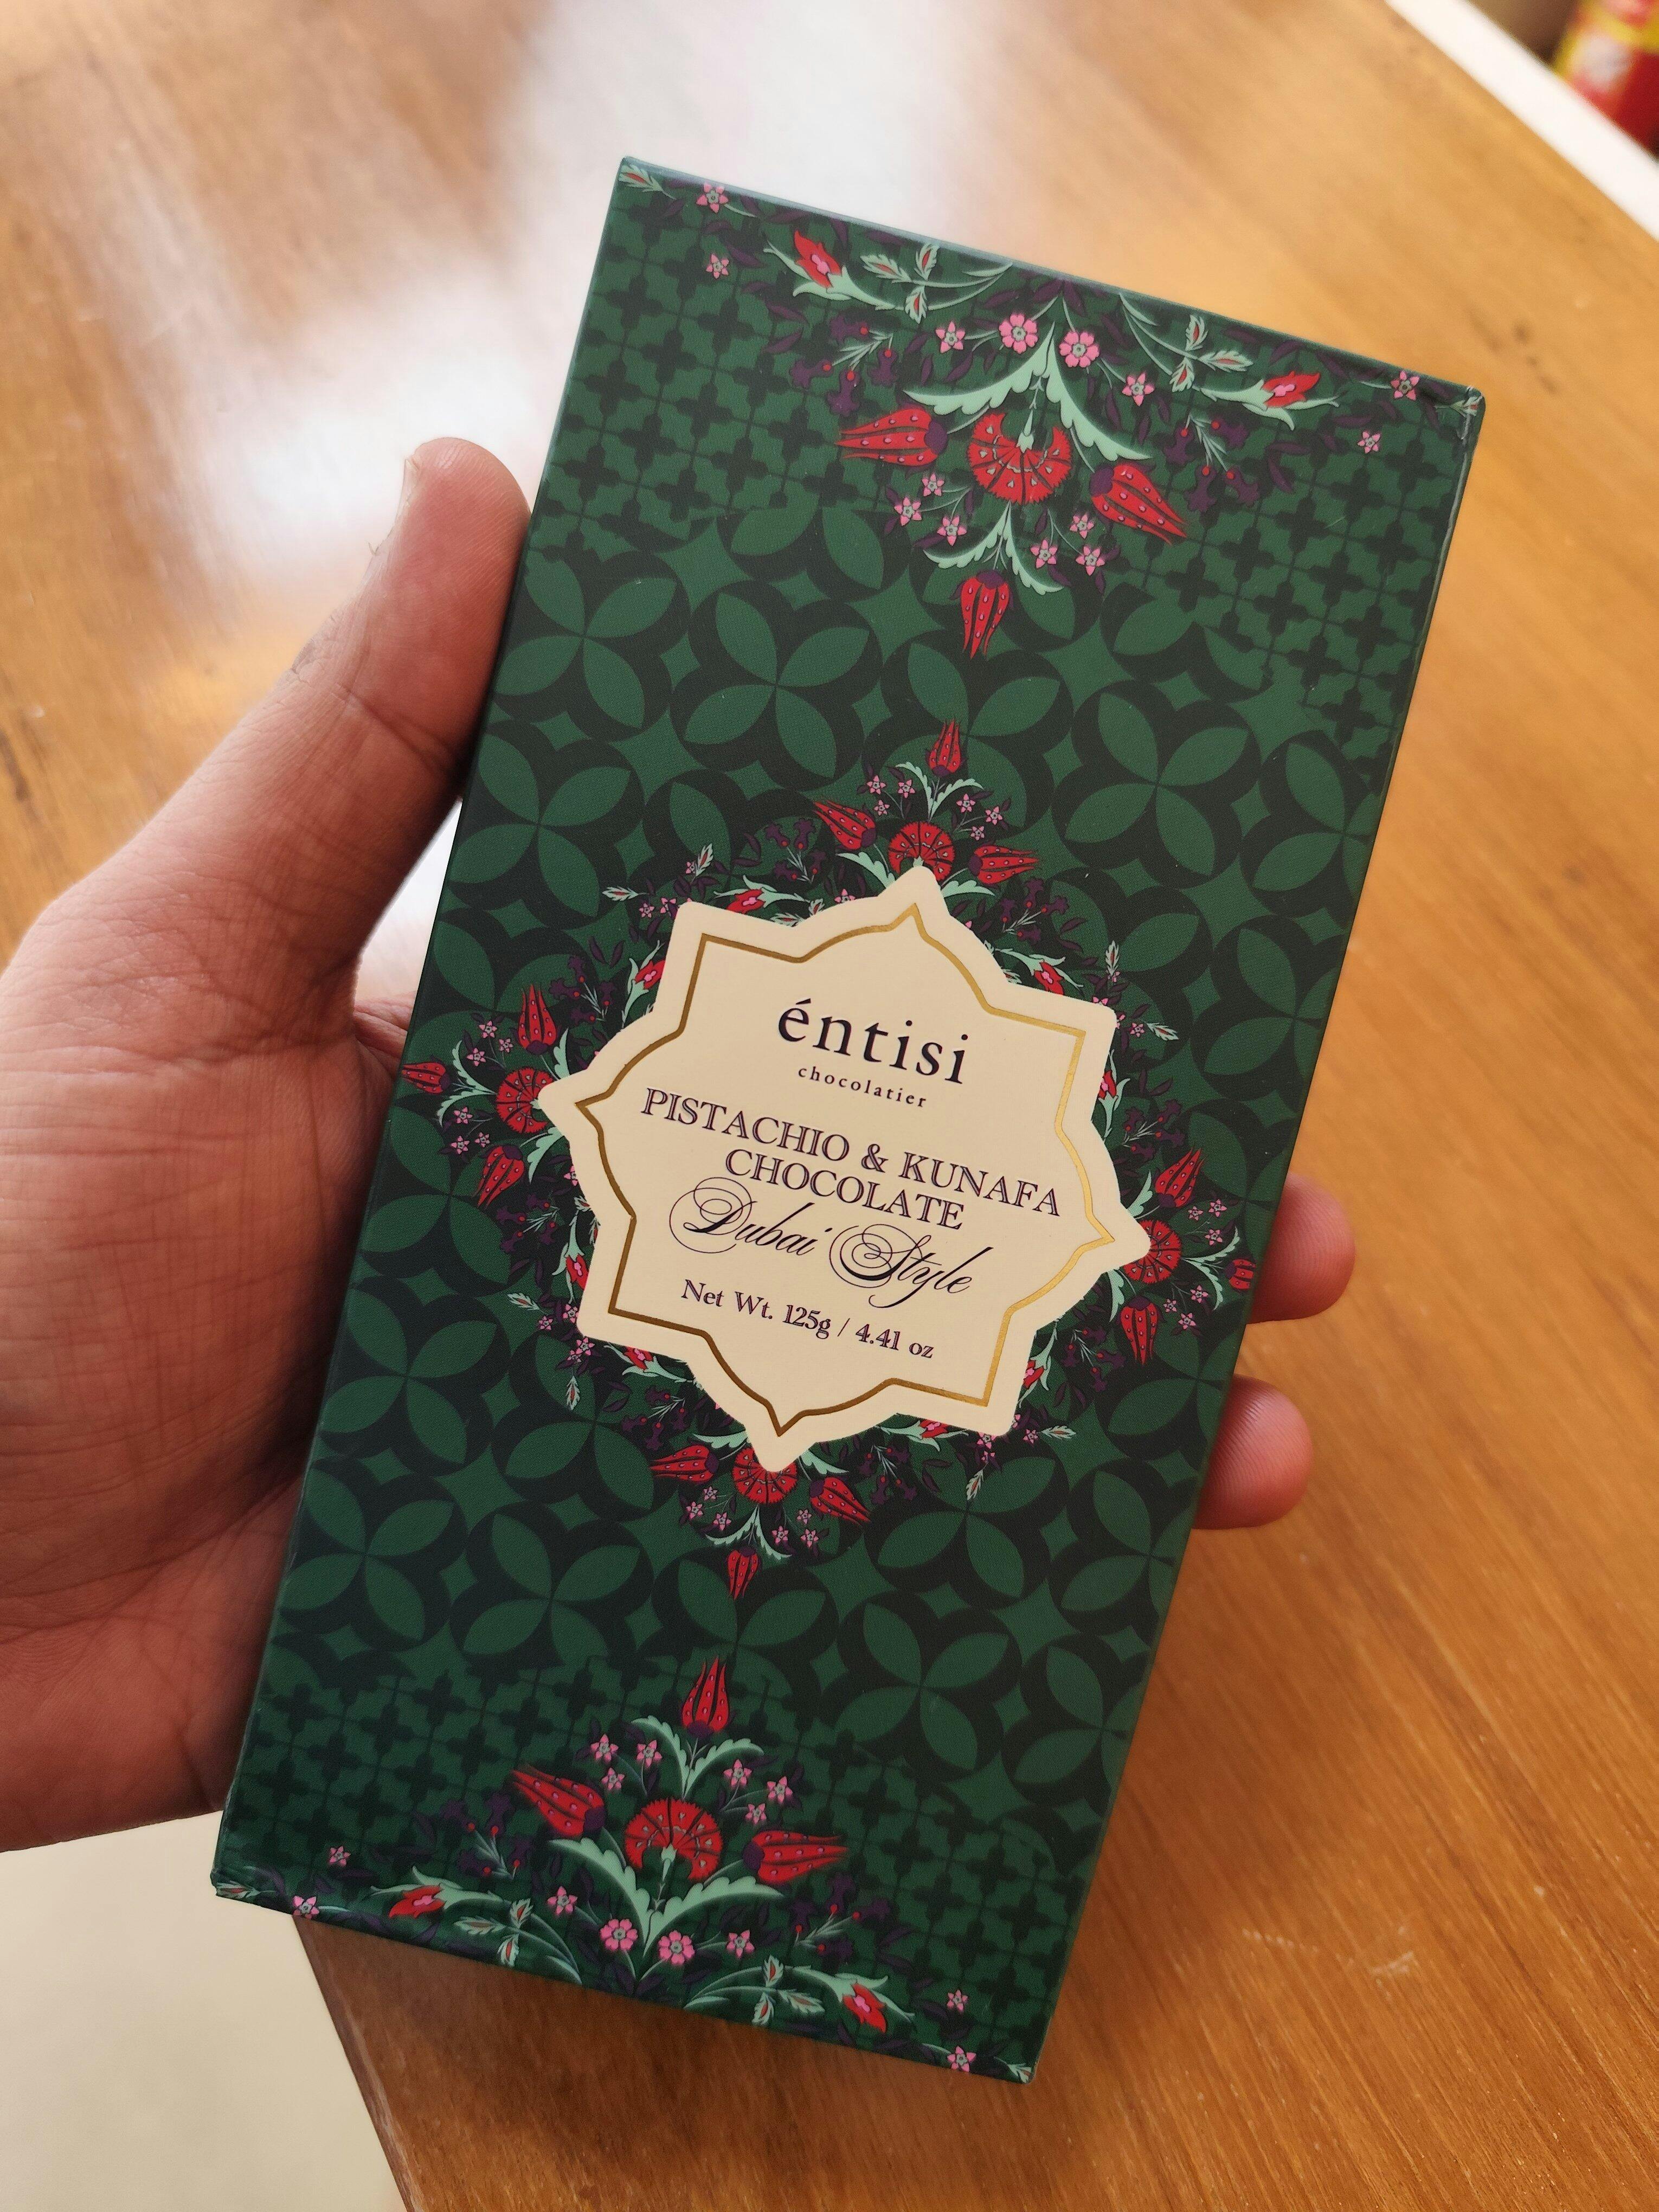 éntisi
chocolatier
PISTACHIO & KUNAFA
CHOCOLATE
Dubai Style
Net Wt. 125g / 4.41 oz